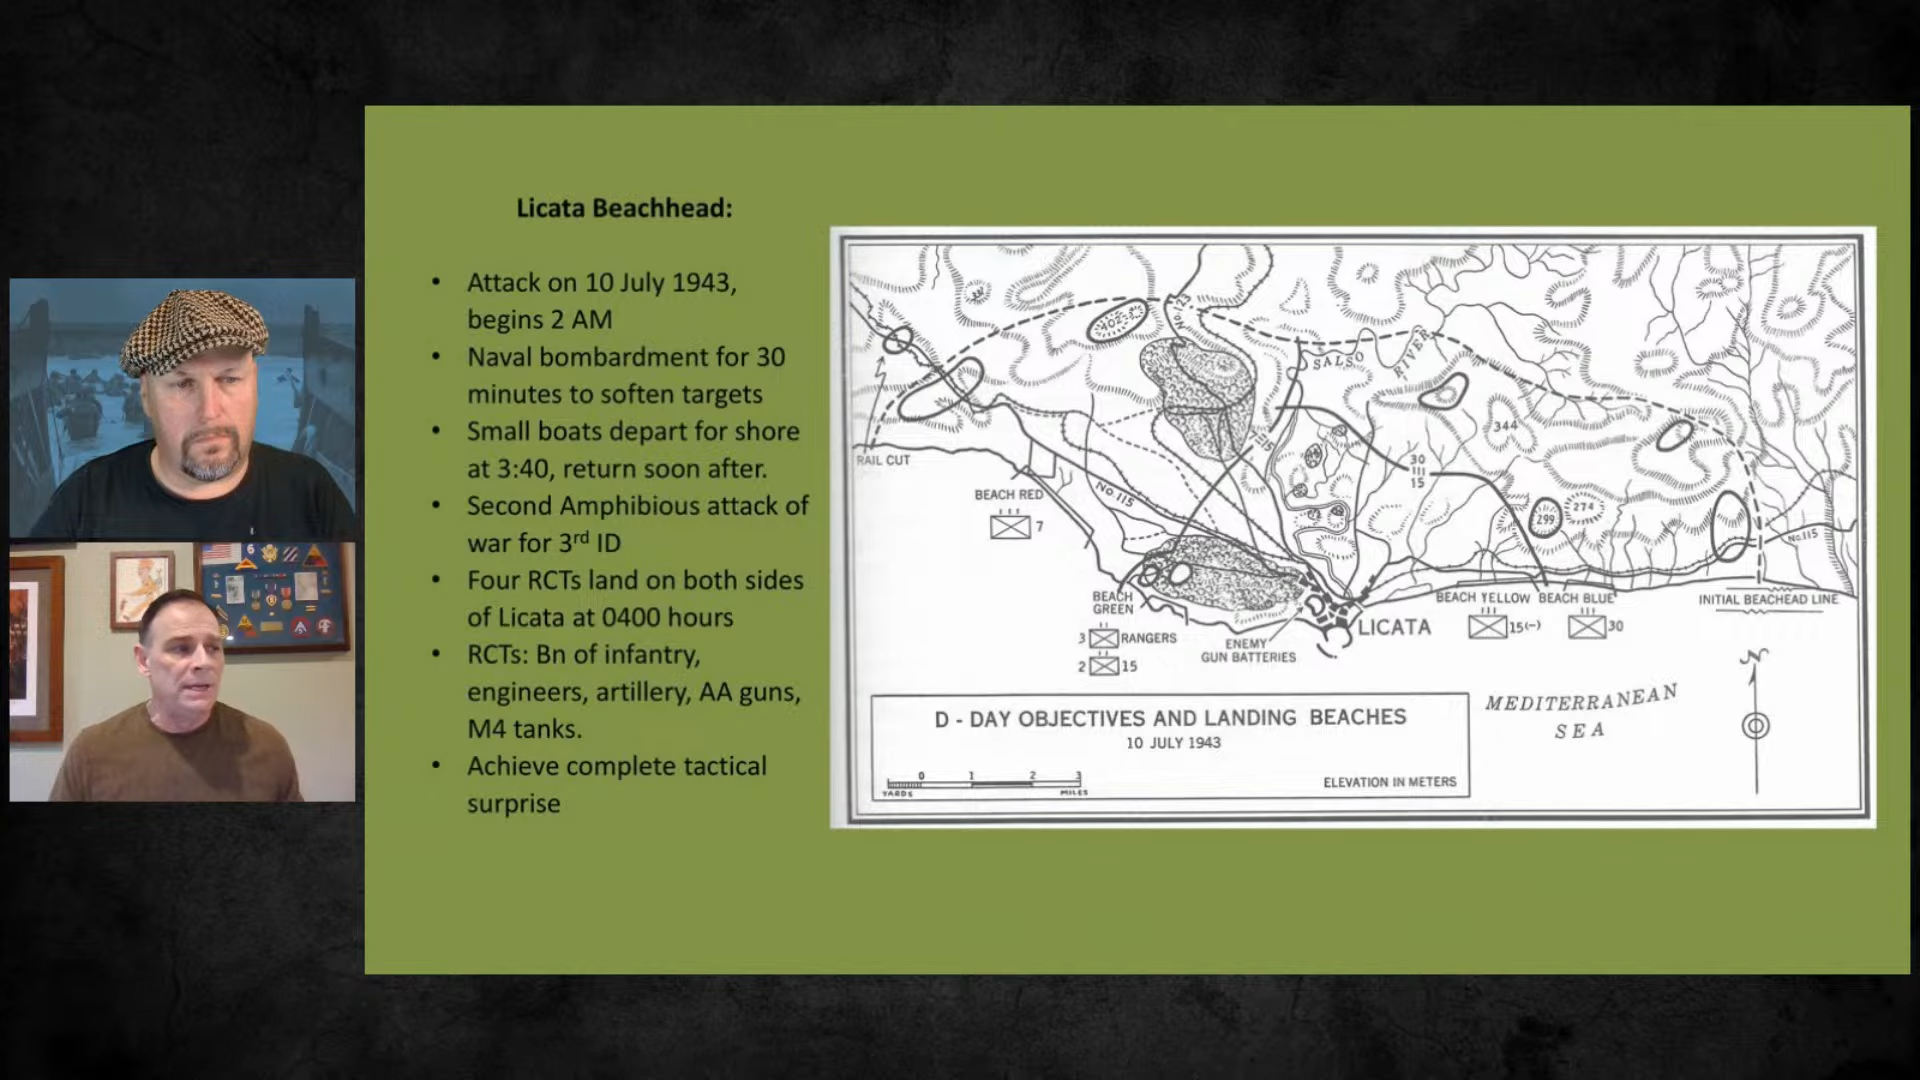 Licata Beachhead:
• Attack on 10 July 1943,
begins 2 AM
• Naval bombardment for 30
minutes to soften targets
• Small boats depart for shore
at 3:40, return soon after.
• Second Amphibious attack of
war for 3rd ID
• Four RCTs land on both sides
of Licata at 0400 hours
• RCTs: Bn of infantry,
engineers, artillery, AA guns,
M4 tanks.
• Achieve complete tactical
surprise
402
No. 123
SALSO
RIVER
344
RAIL CUT
30
III
15
BEACH RED
7
No.115
299
274
No.115
BEACH
GREEN
3 RANGERS
2 15
ENEMY
GUN BATTERIES
LICATA
BEACH YELLOW
15(-)
BEACH BLUE
30
INITIAL BEACHEAD LINE
MEDITERRANEAN
SEA
N
D - DAY OBJECTIVES AND LANDING BEACHES
10 JULY 1943
0 1 2 3
YARDS MILES
ELEVATION IN METERS